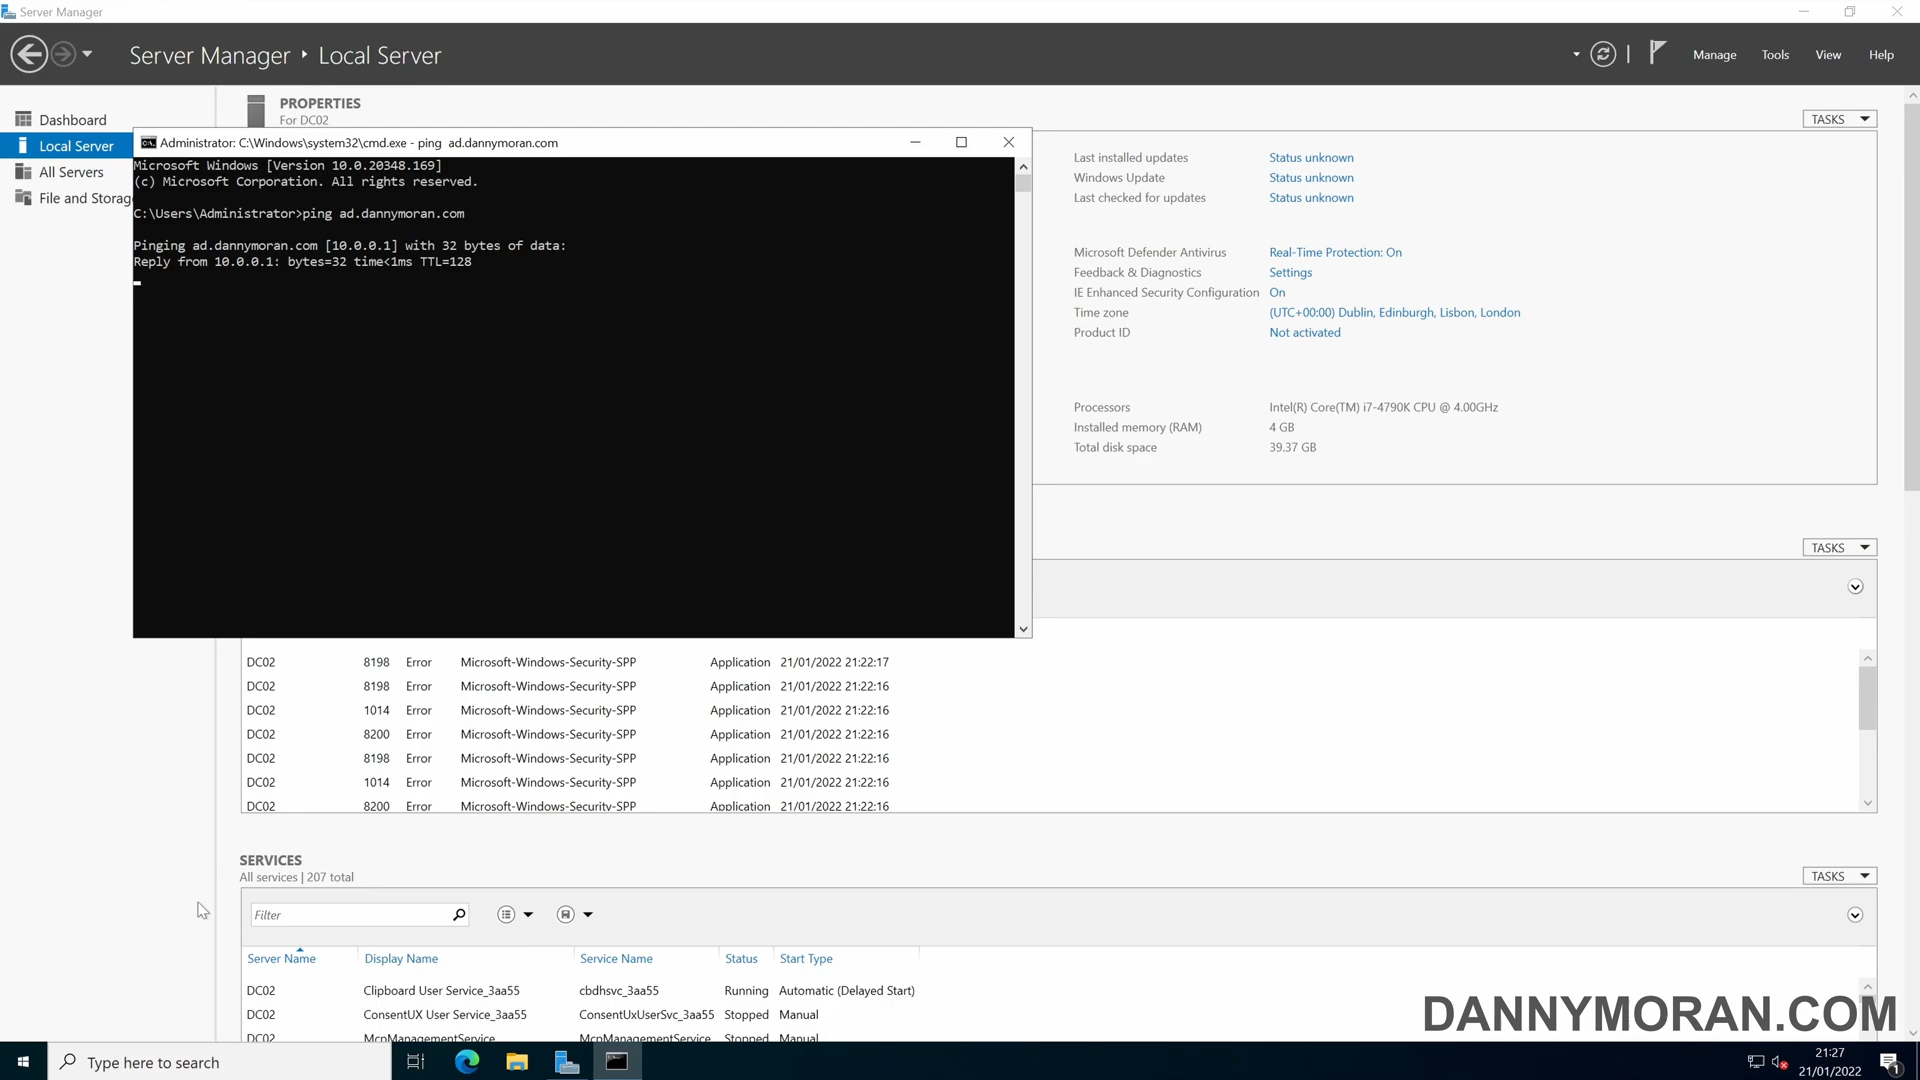 Server Manager
Server Manager ‣ Local Server
Manage Tools View Help
Dashboard
Local Server
All Servers
File and Storag
PROPERTIES
For DC02
TASKS
Administrator: C:\Windows\system32\cmd.exe - ping  ad.dannymoran.com
Microsoft Windows [Version 10.0.20348.169]
(c) Microsoft Corporation. All rights reserved.
C:\Users\Administrator>ping ad.dannymoran.com
Pinging ad.dannymoran.com [10.0.0.1] with 32 bytes of data:
Reply from 10.0.0.1: bytes=32 time<1ms TTL=128
Last installed updates Status unknown
Windows Update Status unknown
Last checked for updates Status unknown
Microsoft Defender Antivirus Real-Time Protection: On
Feedback & Diagnostics Settings
IE Enhanced Security Configuration On
Time zone (UTC+00:00) Dublin, Edinburgh, Lisbon, London
Product ID Not activated
Processors Intel(R) Core(TM) i7-4790K CPU @ 4.00GHz
Installed memory (RAM) 4 GB
Total disk space 39.37 GB
TASKS
DC02 8198 Error Microsoft-Windows-Security-SPP Application 21/01/2022 21:22:17
DC02 8198 Error Microsoft-Windows-Security-SPP Application 21/01/2022 21:22:16
DC02 1014 Error Microsoft-Windows-Security-SPP Application 21/01/2022 21:22:16
DC02 8200 Error Microsoft-Windows-Security-SPP Application 21/01/2022 21:22:16
DC02 8198 Error Microsoft-Windows-Security-SPP Application 21/01/2022 21:22:16
DC02 1014 Error Microsoft-Windows-Security-SPP Application 21/01/2022 21:22:16
DC02 8200 Error Microsoft-Windows-Security-SPP Application 21/01/2022 21:22:16
SERVICES
All services | 207 total
TASKS
Filter
Server Name Display Name Service Name Status Start Type
DC02 Clipboard User Service_3aa55 cbdhsvc_3aa55 Running Automatic (Delayed Start)
DC02 ConsentUX User Service_3aa55 ConsentUxUserSvc_3aa55 Stopped Manual
DC02 McpManagementService McpManagementService Stopped Manual
DANNYMORAN.COM
Type here to search
21:27
21/01/2022
1